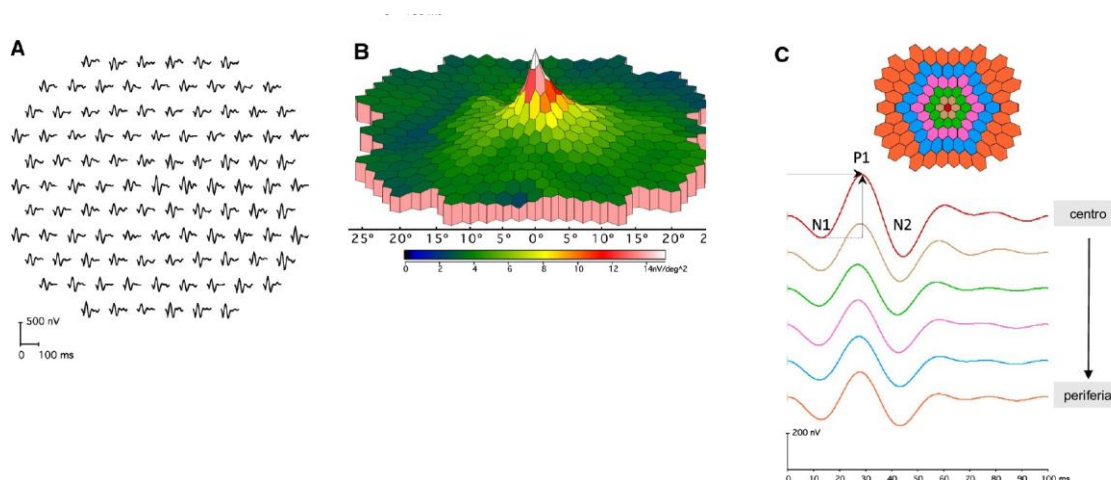 A
B
C
500 nV
0 100 ms
25° 20° 15° 10° 5° 0° 5° 10° 15° 20° 2
0 2 4 6 8 10 12 14nV/deg^2
P1
N1
N2
centro
periferia
200 nV
0 10 20 30 40 50 60 70 80 90 100 ms